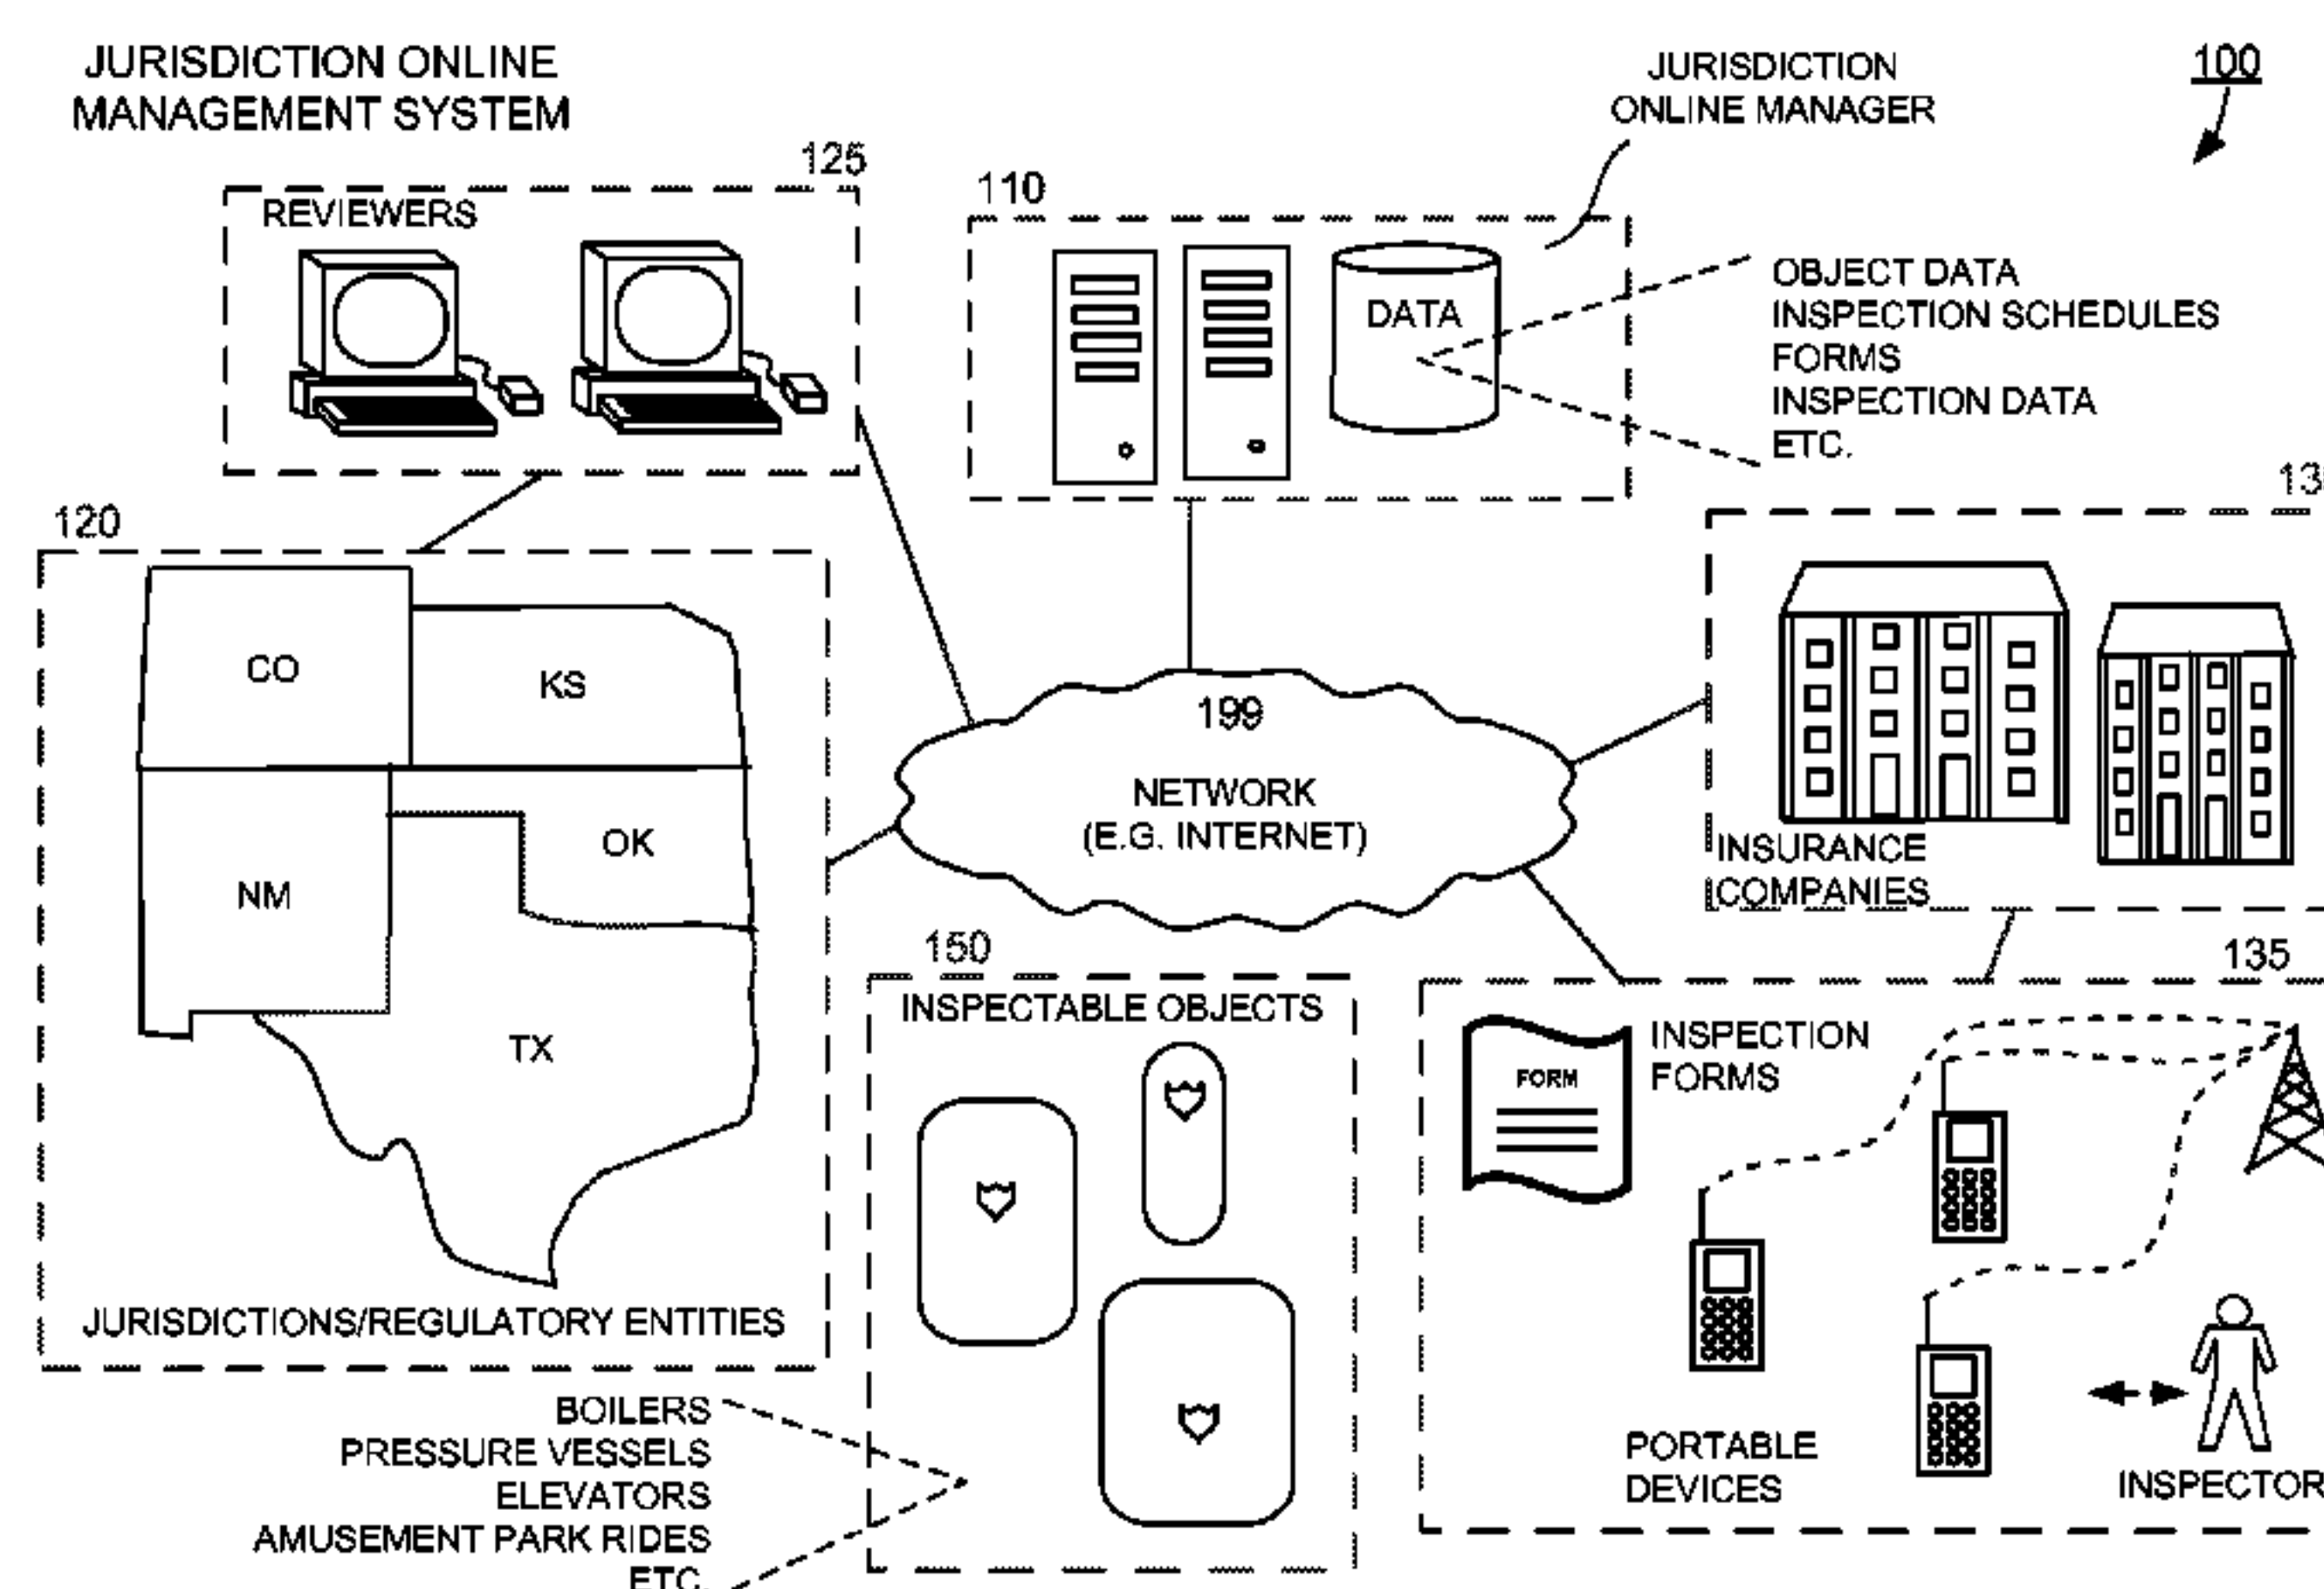 JURISDICTION ONLINE
MANAGEMENT SYSTEM
JURISDICTION
ONLINE MANAGER
100
125
REVIEWERS
110
DATA
OBJECT DATA
INSPECTION SCHEDULES
FORMS
INSPECTION DATA
ETC.
13
120
CO
KS
NM
OK
TX
JURISDICTIONS/REGULATORY ENTITIES
199
NETWORK
(E.G. INTERNET)
INSURANCE
COMPANIES
150
INSPECTABLE OBJECTS
135
INSPECTION
FORMS
FORM
PORTABLE
DEVICES
INSPECTOR
BOILERS
PRESSURE VESSELS
ELEVATORS
AMUSEMENT PARK RIDES
ETC.